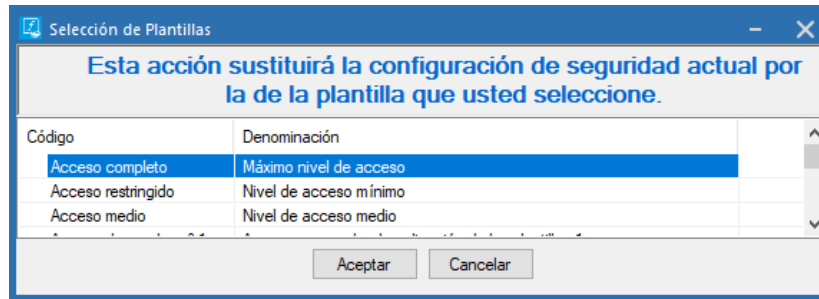 Selección de Plantillas
Esta acción sustituirá la configuración de seguridad actual por
la de la plantilla que usted seleccione.
Código Denominación
Acceso completo Máximo nivel de acceso
Acceso restringido Nivel de acceso mínimo
Acceso medio Nivel de acceso medio
Aceptar Cancelar